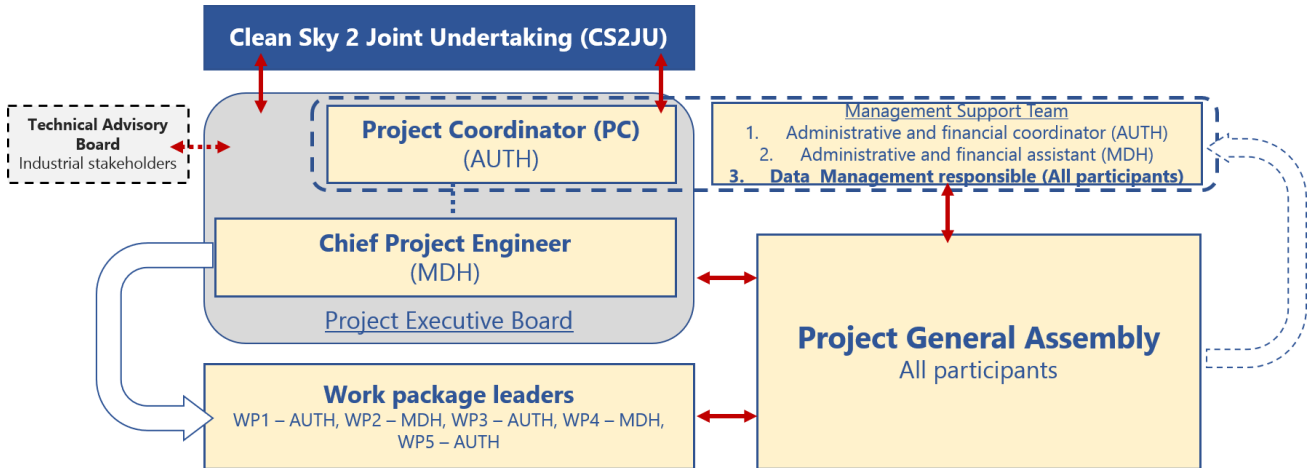 Clean Sky 2 Joint Undertaking (CS2JU)
Technical Advisory
Board
Industrial stakeholders
Project Coordinator (PC)
(AUTH)
Management Support Team
1. Administrative and financial coordinator (AUTH)
2. Administrative and financial assistant (MDH)
3. Data Management responsible (All participants)
Chief Project Engineer
(MDH)
Project Executive Board
Project General Assembly
All participants
Work package leaders
WP1 – AUTH, WP2 – MDH, WP3 – AUTH, WP4 – MDH,
WP5 – AUTH